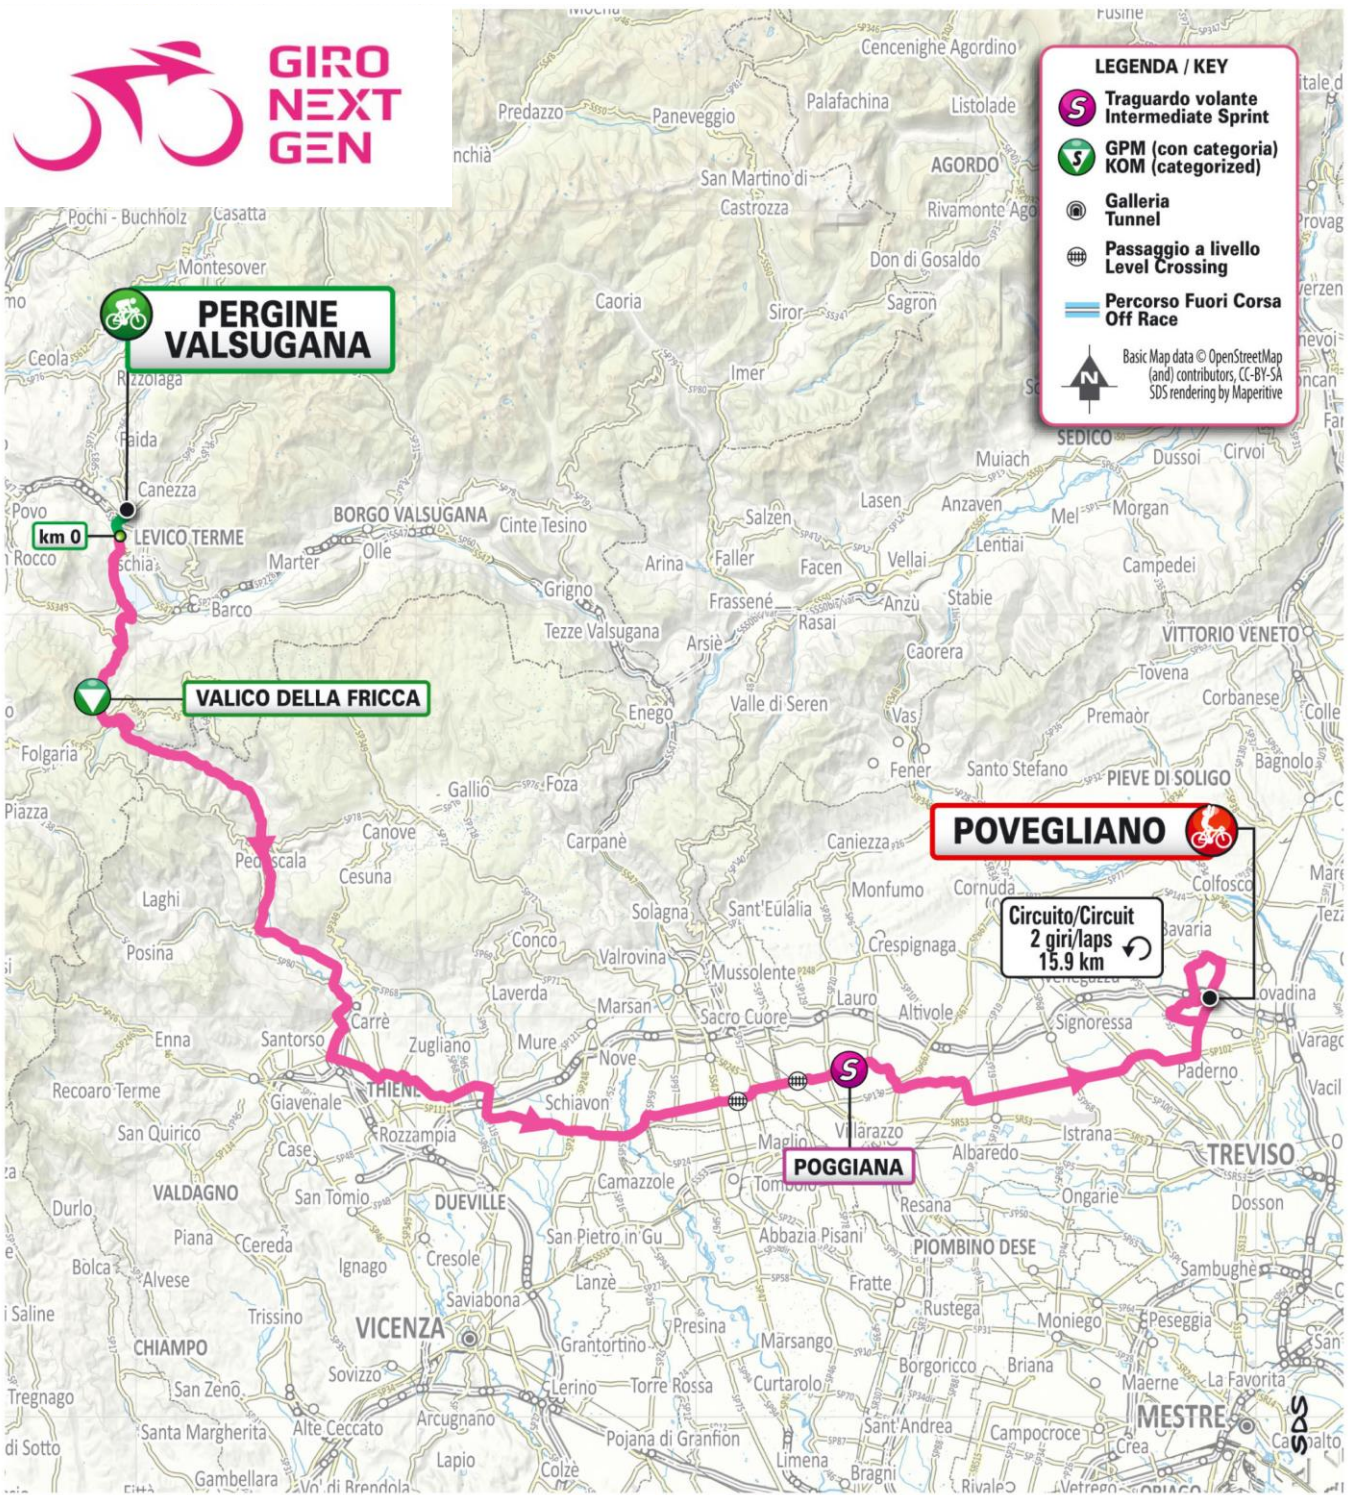 GIRO
NEXT
GEN
LEGENDA / KEY
Traguardo volante
Intermediate Sprint
GPM (con categoria)
KOM (categorized)
Galleria
Tunnel
Passaggio a livello
Level Crossing
Percorso Fuori Corsa
Off Race
N
Basic Map data © OpenStreetMap
(and) contributors, CC-BY-SA
SDS rendering by Maperitive
Cencenighe Agordino
Predazzo
Paneveggio
Palafachina
Listolade
AGORDO
San Martino di
Castrozza
Pochi - Buchholz
Casatta
Montesover
Don di Gosaldo
Caoria
Siror
Sagron
PERGINE
VALSUGANA
Ceola
Imer
SEDICO
Muiach
Dussoi
Cirvoi
Canezza
Povo
km 0
LEVICO TERME
BORGO VALSUGANA
Cinte Tesino
Salzen
Lasen
Anzaven
Mel
Morgan
Marter
Olle
Arina
Faller
Facen
Vellai
Lentiai
Campedei
Barco
Grigno
Frassené
Anzù
Stabie
Tezze Valsugana
Arsiè
Rasai
Caorera
VITTORIO VENETO
Tovena
VALICO DELLA FRICCA
Enego
Valle di Seren
Vas
Premaòr
Corbanese
Colle
Folgaria
Fener
Santo Stefano
PIEVE DI SOLIGO
Bagnolo
Gallio
Foza
Piazza
Canove
Carpanè
Caniezza
POVEGLIANO
Cesuna
Laghi
Monfumo
Cornuda
Colfosco
Solagna
Sant'Eulalia
Circuito/Circuit
2 giri/laps
15.9 km
Bavaria
Posina
Conco
Valrovina
Crespignaga
Mussolente
Laverda
Marsan
Sacro Cuore
Lauro
Altivole
Signoressa
Carrè
Enna
Santorso
Zugliano
Mure
Nove
S
Paderno
Recoaro Terme
Giavenale
THIENE
Schiavon
San Quirico
Case
Rozzampia
Villarazzo
Albaredo
Istrana
POGGIANA
TREVISO
VALDAGNO
San Tomio
DUEVILLE
Camazzole
Resana
Ongarie
Dosson
Durlo
Piana
Cereda
Cresole
San Pietro in Gu
Abbazia Pisani
PIOMBINO DESE
Bolca
Alvese
Ignago
Lanzè
Fratte
Sambughè
Trissino
Saviabona
VICENZA
Presina
Rustega
Moniego
Peseggia
CHIAMPO
Grantortino
Marsango
Sovizzo
Borgoricco
Briana
Tregnago
San Zeno
Lerino
Torre Rossa
Curtarolo
Maerne
La Favorita
Santa Margherita
Alte Ceccato
Arcugnano
Pojana di Granfion
Sant'Andrea
Campocroce
MESTRE
di Sotto
Lapio
Colze
Limena
Crea
Gambellara
Bragni
SDS